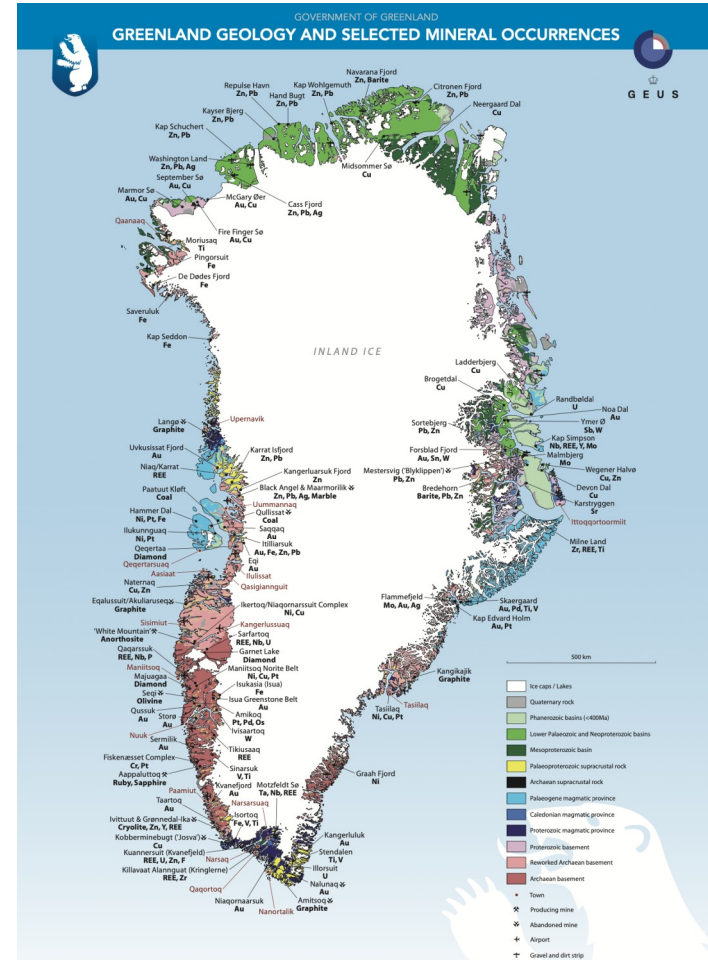 GOVERNMENT OF GREENLAND
GREENLAND GEOLOGY AND SELECTED MINERAL OCCURRENCES
G E U S
Navarana Fjord
Zn, Barite
Kap Wohlgemuth
Zn, Pb
Repulse Havn
Zn, Pb
Hand Bugt
Zn, Pb
Citronen Fjord
Zn, Pb
Neergaard Dal
Cu
Kayser Bjerg
Zn, Pb
Kap Schuchert
Zn, Pb
Midsommer Sø
Cu
Washington Land
Zn, Pb, Ag
September Sø
Au, Cu
Marmor Sø
Au, Cu
McGary Øer
Au, Cu
Cass Fjord
Zn, Pb, Ag
Qaanaaq
Fire Finger Sø
Au, Cu
Moriusaq
Ti
Pingorsuit
Fe
De Dødes Fjord
Fe
Saveruluk
Fe
Kap Seddon
Fe
INLAND ICE
Ladderbjerg
Cu
Brogetdal
Cu
Randbøldal
U
Noa Dal
Au
Ymer Ø
Sb, W
Sortebjerg
Pb, Zn
Kap Simpson
Nb, REE, Y, Mo
Forsblad Fjord
Au, Sn, W
Malmbjerg
Mo
Wegener Halvø
Cu, Zn
Mestersvig ('Blyklippen')
Pb, Zn
Devon Dal
Cu
Bredehorn
Barite, Pb, Zn
Karstryggen
Sr
Ittoqqortoormiit
Milne Land
Zr, REE, Ti
Langø
Graphite
Upernavik
Uvkusissat Fjord
Au
Karrat Isfjord
Zn, Pb
Niaq/Karrat
REE
Kangerluarsuk Fjord
Zn
Black Angel & Maarmorilik
Zn, Pb, Ag, Marble
Paatuut Kløft
Coal
Uummannaq
Qullissat
Coal
Hammer Dal
Ni, Pt, Fe
Saqqaq
Au
Ilukunnguaq
Ni, Pt
Itilliarsuk
Au, Fe, Zn, Pb
Qeqertaa
Diamond
Eqi
Au
Qeqertarsuaq
Aasiaat
Ilulissat
Qasigiannguit
Naternaq
Cu, Zn
Eqalussuit/Akuliaruseq
Graphite
Ikertoq/Niaqornarssuit Complex
Ni, Cu
Sisimiut
Kangerlussuaq
'White Mountain'
Anorthosite
Sarfartoq
REE, Nb, U
Qaqarssuk
REE, Nb, P
Garnet Lake
Diamond
Maniitsoq
Maniitsoq Norite Belt
Ni, Cu, Pt
Majuagaa
Diamond
Isukasia (Isua)
Fe
Seqi
Olivine
Isua Greenstone Belt
Au
Qussuk
Au
Storø
Au
Amikoq
Pt, Pd, Os
Nuuk
Ivisaartoq
W
Sermilik
Au
Tikiusaaq
REE
Fiskenæsset Complex
Cr, Pt
Sinarsuk
V, Ti
Aappaluttoq
Ruby, Sapphire
Paamiut
Kvanefjord
Au
Motzfeldt Sø
Ta, Nb, REE
Taartoq
Au
Isortoq
Fe, V, Ti
Narsarsuaq
Ivittuut & Grønnedal-Ika
Cryolite, Zn, Y, REE
Kobberminebugt ('Josva')
Cu
Kuannersuit (Kvanefjeld)
REE, U, Zn, F
Narsaq
Killavaat Alannguat (Kringlerne)
REE, Zr
Qaqortoq
Niaqornaarsuk
Au
Nanortalik
Kangerluluk
Au
Stendalen
Ti, V
Illorsuit
U
Nalunaq
Au
Amitsoq
Graphite
Graah Fjord
Ni
Tasiilaq
Ni, Cu, Pt
Tasiilaq
Kangikajik
Graphite
Flammefjeld
Mo, Au, Ag
Skaergaard
Au, Pd, Ti, V
Kap Edvard Holm
Au, Pt
500 km
Ice caps / Lakes
Quaternary rock
Phanerozoic basins (<400Ma)
Lower Palaeozoic and Neoproterozoic basins
Mesoproterozoic basin
Palaeoproterozoic supracrustal rock
Archaean supracrustal rock
Palaeogene magmatic province
Caledonian magmatic province
Proterozoic magmatic province
Proterozoic basement
Reworked Archaean basement
Archaean basement
Town
Producing mine
Abandoned mine
Airport
Gravel and dirt strip